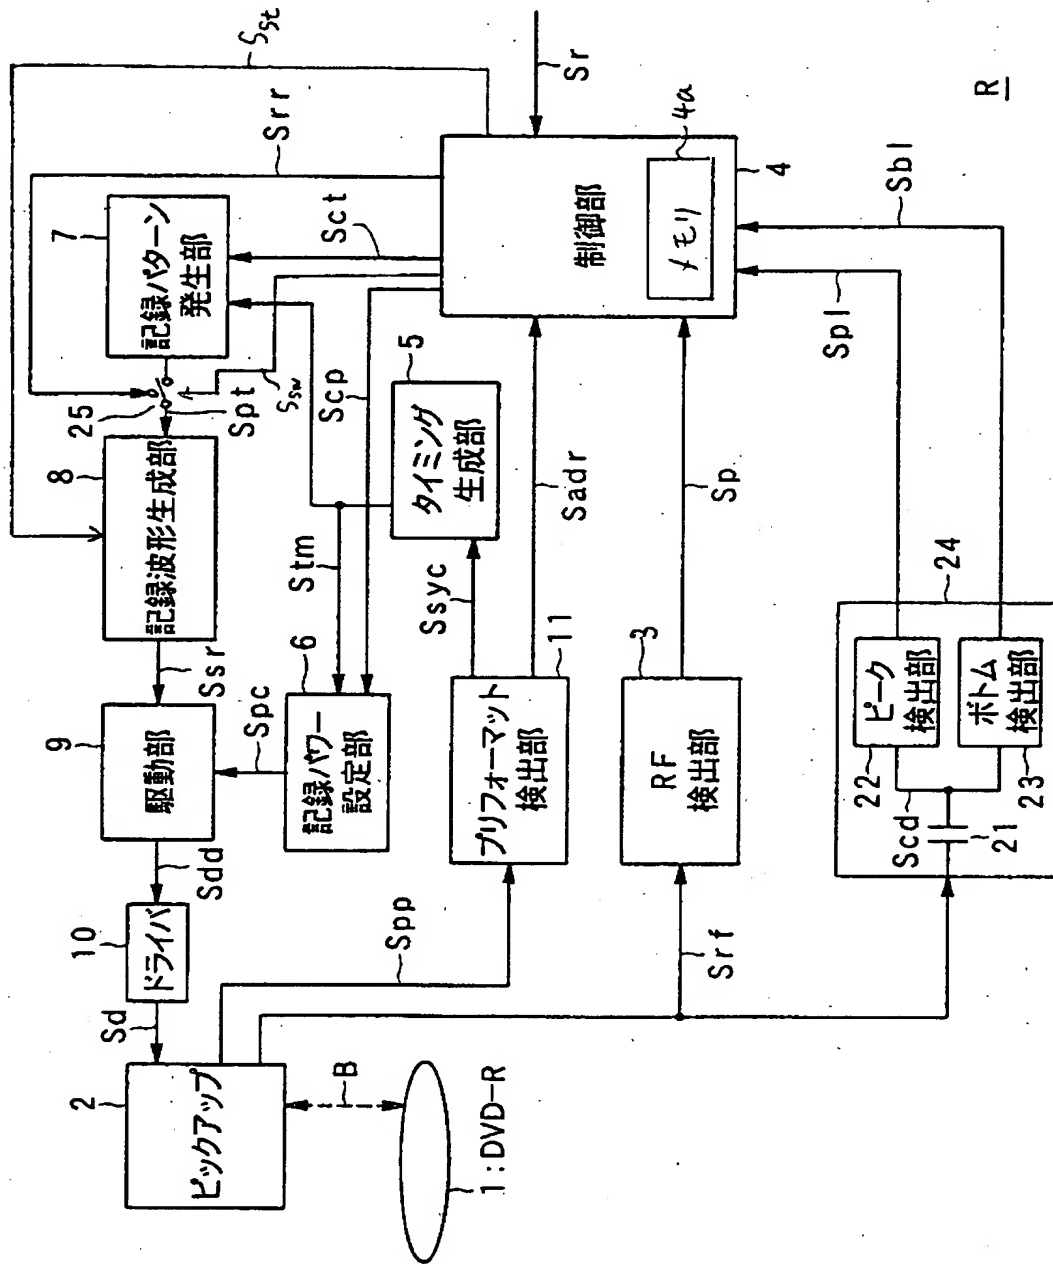 2
ピックアップ
B
1:DVD-R
Sd
10
ドライバ
Sdd
9
駆動部
Ssr
8
記録波形生成部
25
Spt
7
記録パターン
発生部
Srr
Sst
Spc
6
記録パワー
設定部
Stm
Scp
Ssw
Sct
Ssyc
5
タイミング
生成部
Spp
プリフォーマット
検出部
11
Sadr
制御部
4a
メモリ
4
Sr
Srf
3
RF
検出部
Sp
24
Scd
21
22
ピーク
検出部
23
ボトム
検出部
Spl
Sbl
R